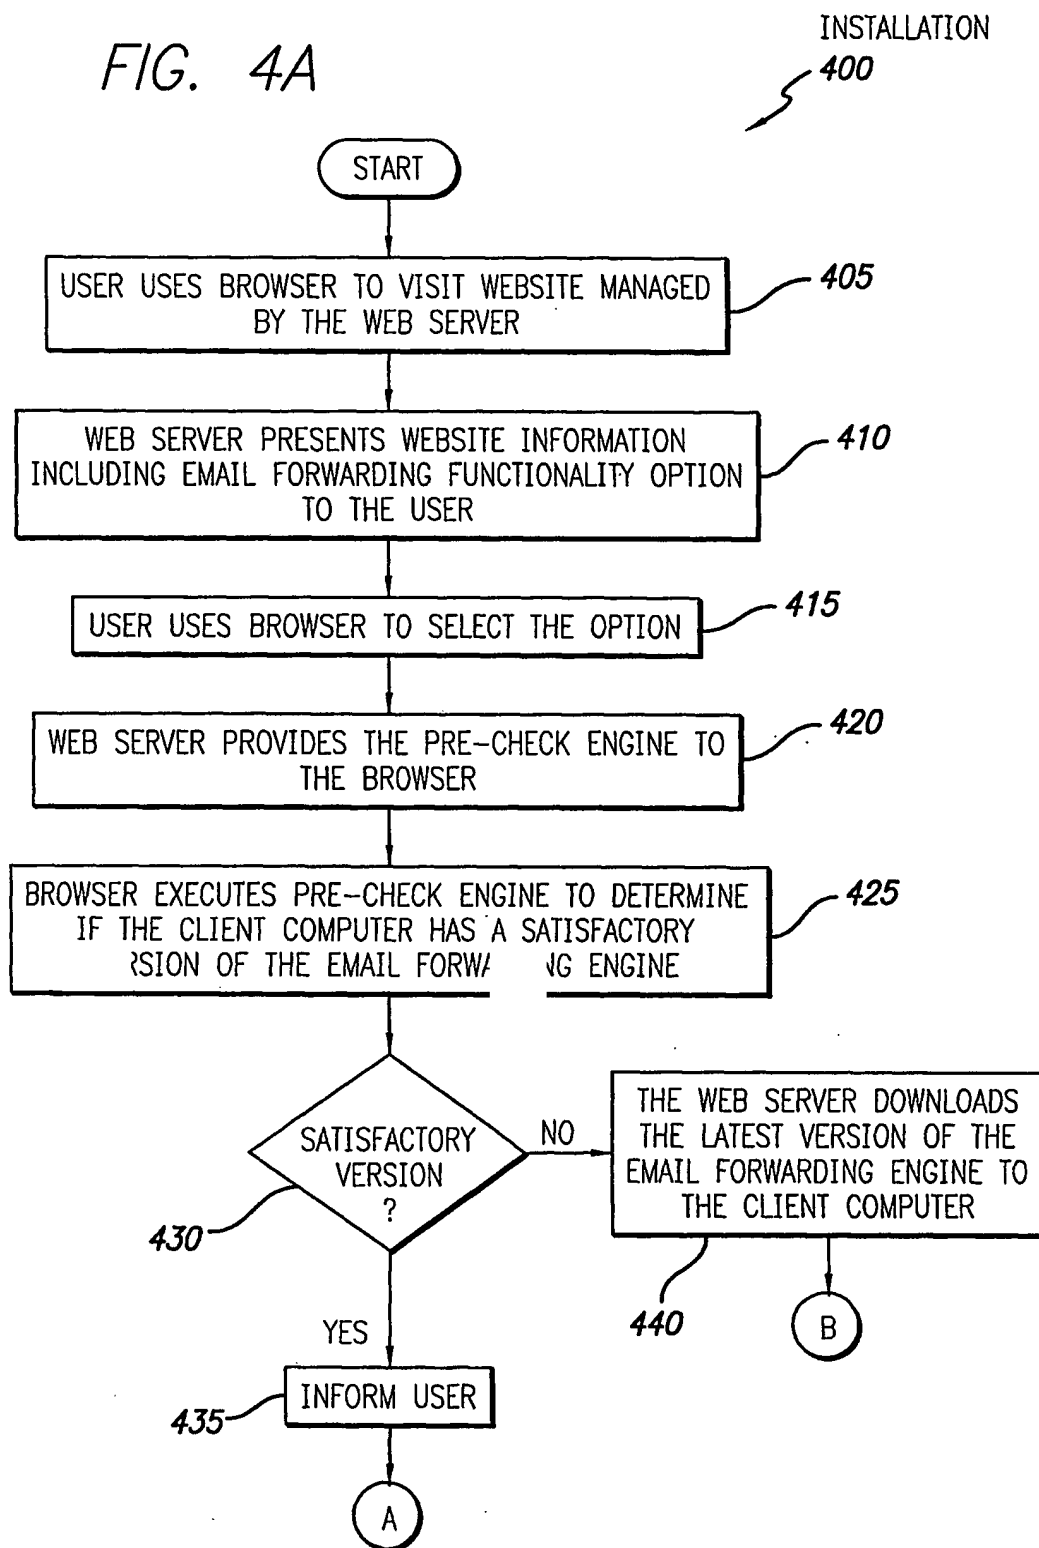 FIG. 4A
INSTALLATION
400
START
USER USES BROWSER TO VISIT WEBSITE MANAGED
BY THE WEB SERVER
405
WEB SERVER PRESENTS WEBSITE INFORMATION
INCLUDING EMAIL FORWARDING FUNCTIONALITY OPTION
TO THE USER
410
USER USES BROWSER TO SELECT THE OPTION
415
WEB SERVER PROVIDES THE PRE-CHECK ENGINE TO
THE BROWSER
420
BROWSER EXECUTES PRE-CHECK ENGINE TO DETERMINE
IF THE CLIENT COMPUTER HAS A SATISFACTORY
OF THE EMAIL ENGINE
425
SATISFACTORY
VERSION
?
430
NO
THE WEB SERVER DOWNLOADS
THE LATEST VERSION OF THE
EMAIL FORWARDING ENGINE TO
THE CLIENT COMPUTER
440
B
YES
INFORM USER
435
A